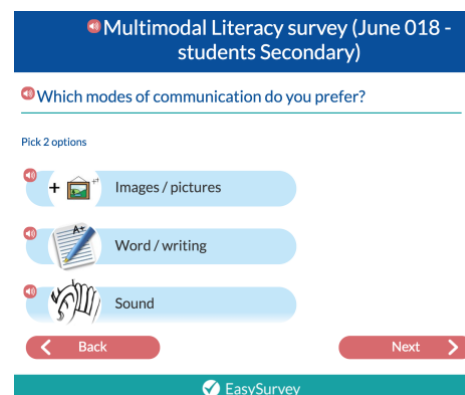 Multimodal Literacy survey (June 018 -
students Secondary)
Which modes of communication do you prefer?
Pick 2 options
+ Images / pictures
A+ Word / writing
Sound
Back Next
EasySurvey